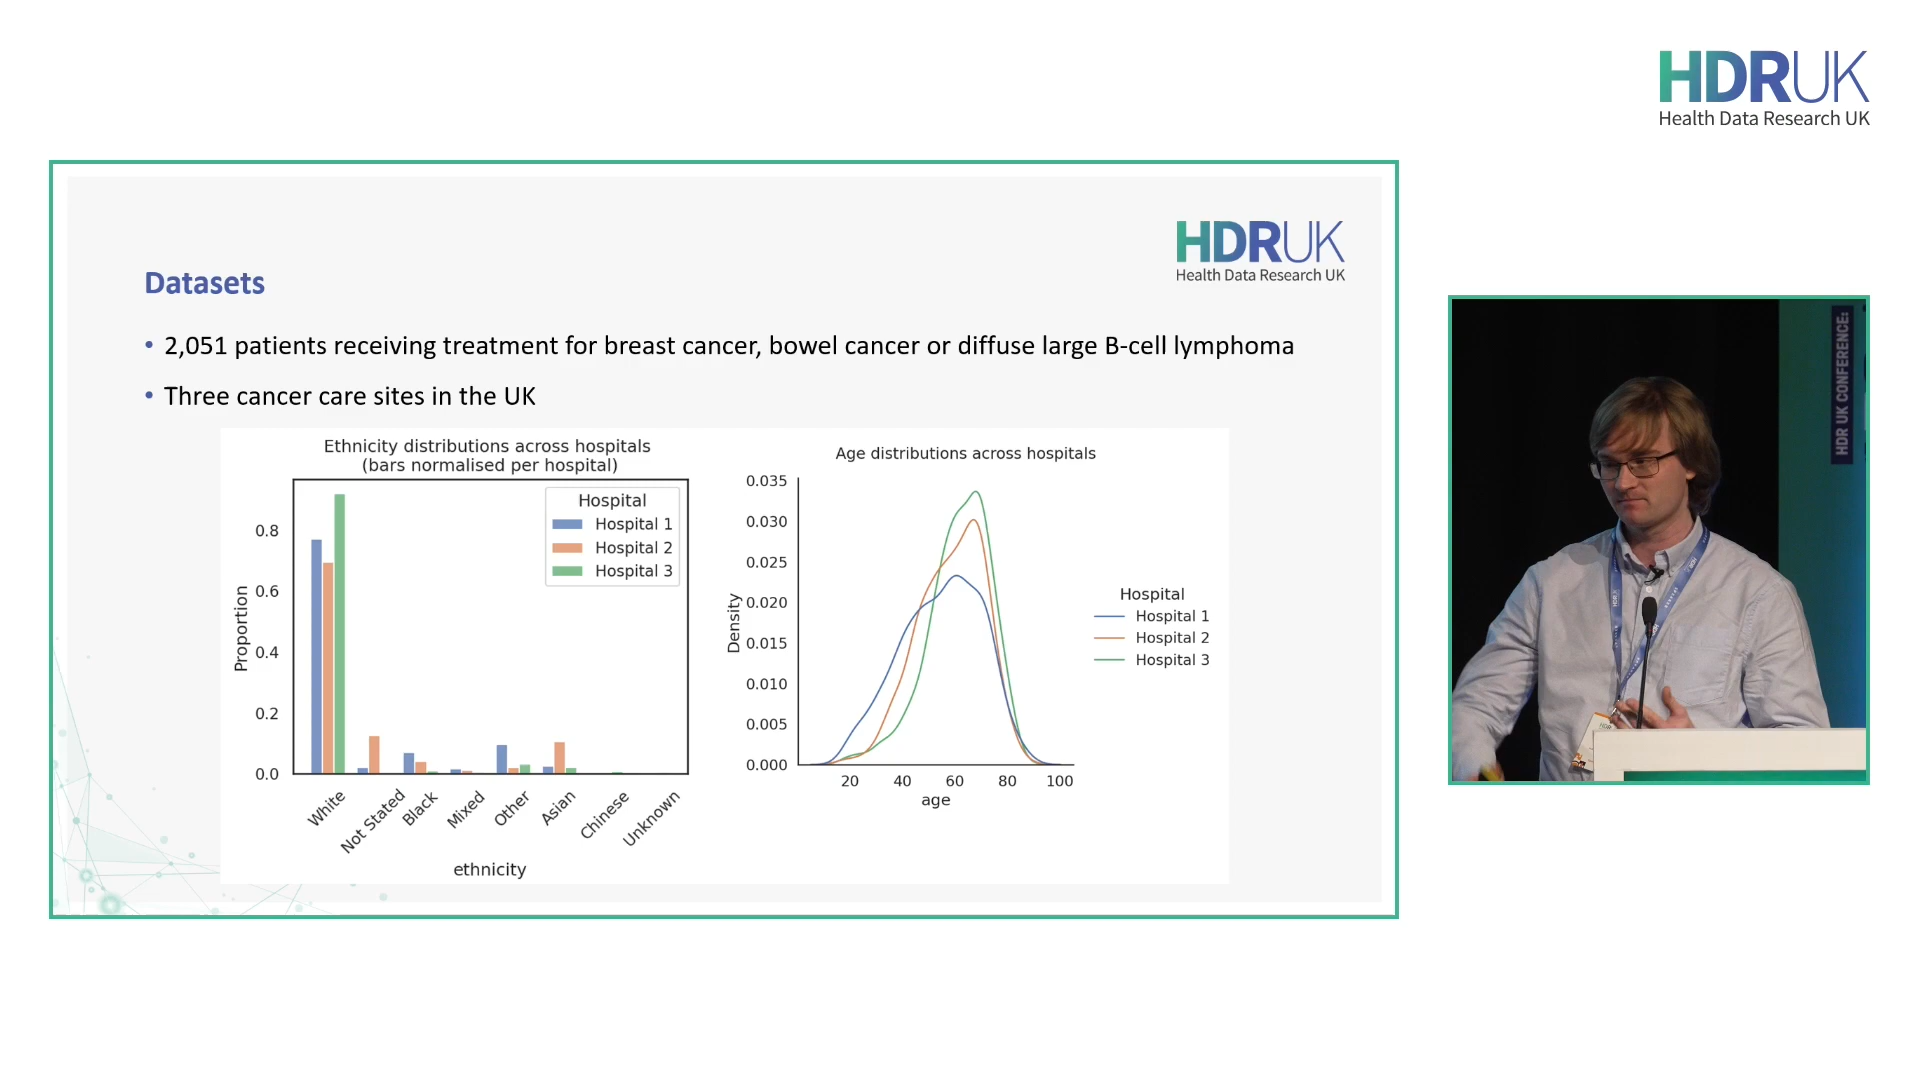 HDRUK
Health Data Research UK
HDRUK
Health Data Research UK
Datasets
• 2,051 patients receiving treatment for breast cancer, bowel cancer or diffuse large B-cell lymphoma
• Three cancer care sites in the UK
Ethnicity distributions across hospitals
(bars normalised per hospital)
Hospital
Hospital 1
Hospital 2
Hospital 3
Proportion
0.8
0.6
0.4
0.2
0.0
White
Not Stated
Black
Mixed
Other
Asian
Chinese
Unknown
ethnicity
Age distributions across hospitals
Density
0.035
0.030
0.025
0.020
0.015
0.010
0.005
0.000
20 40 60 80 100
age
Hospital
Hospital 1
Hospital 2
Hospital 3
HDR UK CONFERENCE: